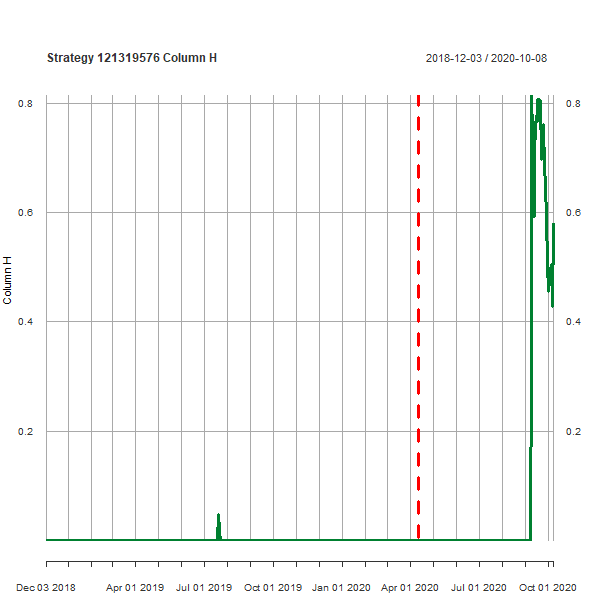 Strategy 121319576 Column H
2018-12-03 / 2020-10-08
0.8
0.8
0.6
0.6
Column H
0.4
0.4
0.2
0.2
Dec 03 2018
Apr 01 2019
Jul 01 2019
Oct 01 2019
Jan 01 2020
Apr 01 2020
Jul 01 2020
Oct 01 2020